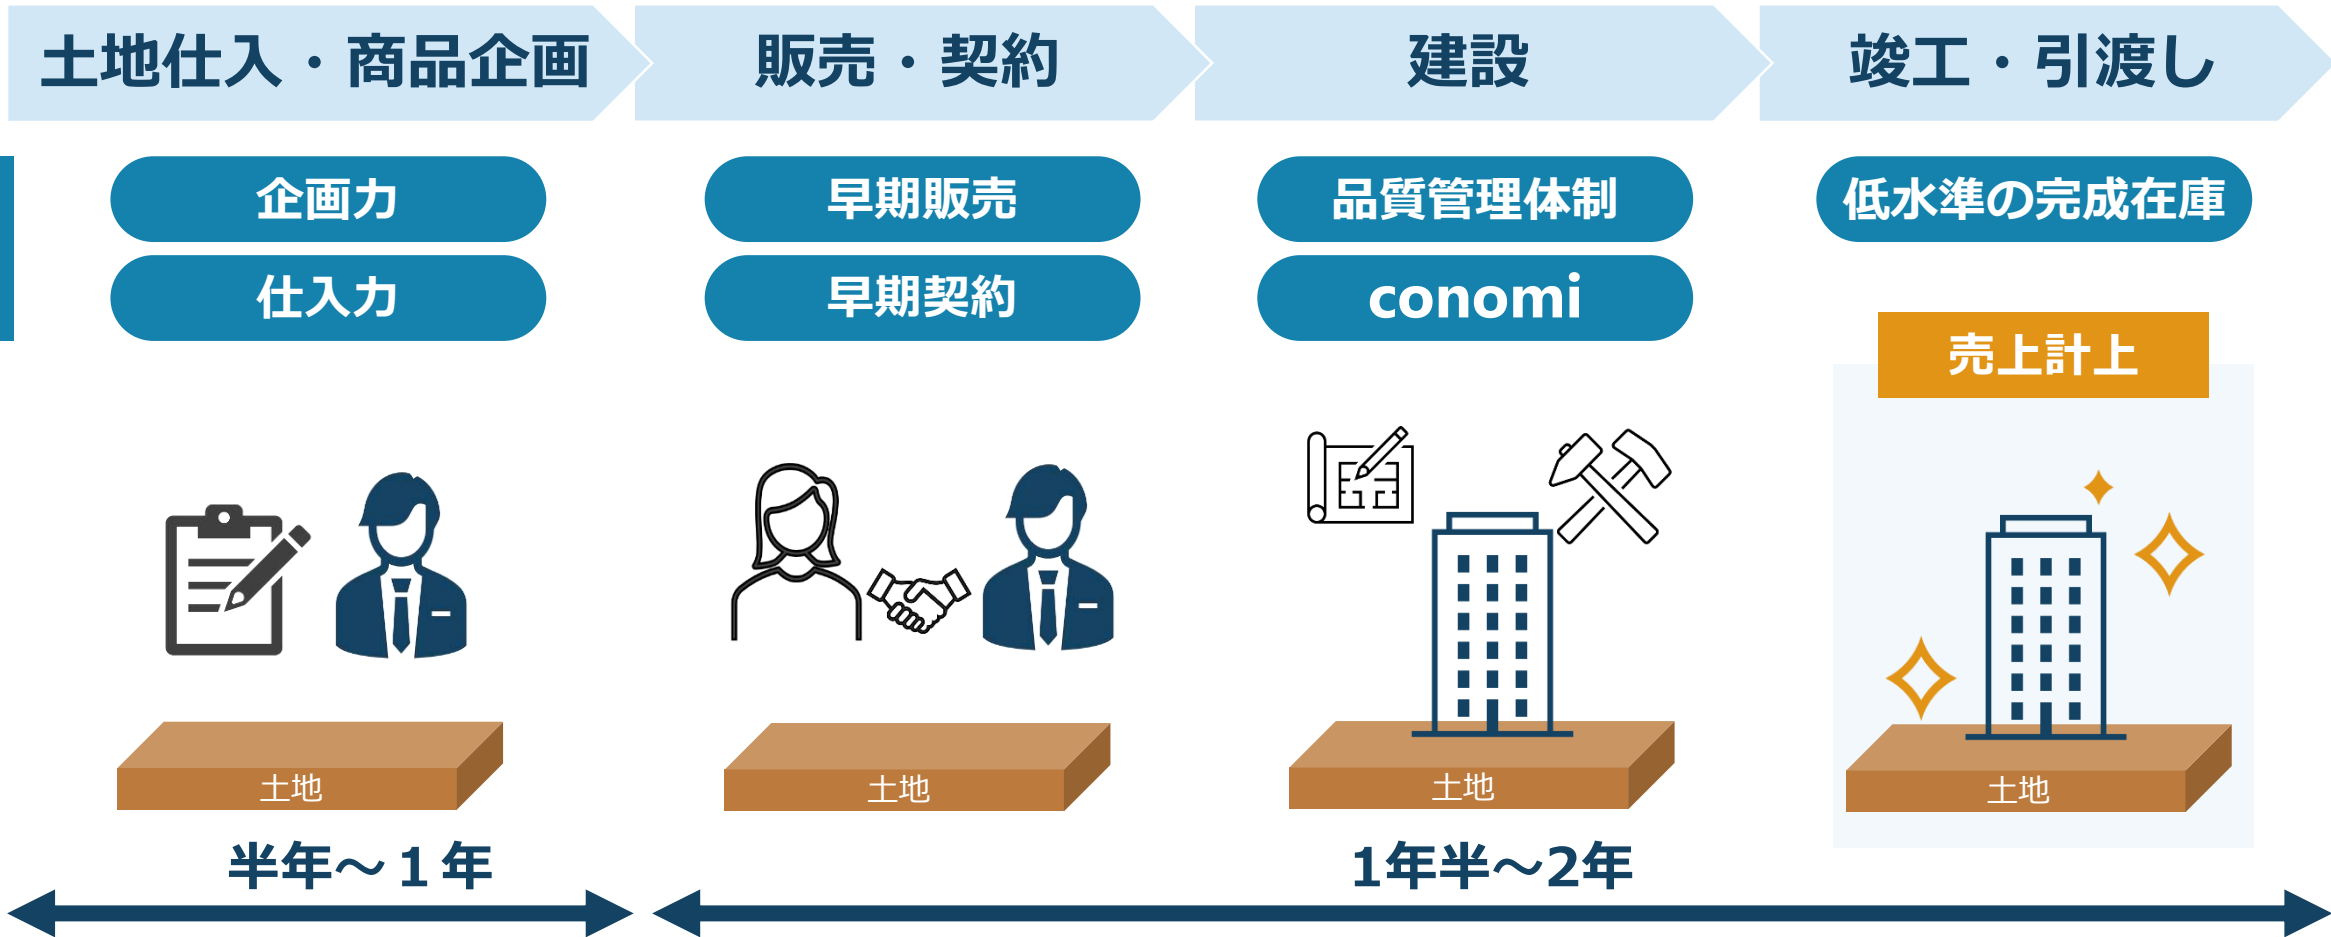 土地仕入・商品企画
販売・契約
建設
竣工・引渡し
企画力
早期販売
品質管理体制
低水準の完成在庫
仕入力
早期契約
conomi
売上計上
土地
土地
土地
土地
半年～１年
1年半～2年